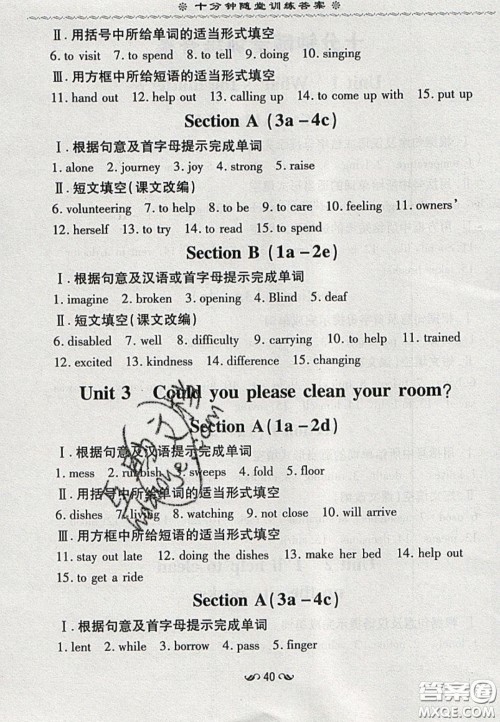 ※ 十分钟随堂训练答案 ※
Ⅱ. 用括号中所给单词的适当形式填空
6. to visit 7. to spend 8. to tell 9. doing 10. singing
Ⅲ. 用方框中所给短语的适当形式填空
11. hand out 12. help out 13. calling up 14. come up with 15. put up
Section A (3a-4c)
Ⅰ. 根据句意及首字母提示完成单词
1. alone 2. journey 3. joy 4. strong 5. raise
Ⅱ. 短文填空(课文改编)
6. volunteering 7. to help 8. to be 9. to care 10. feeling 11. owners'
12. herself 13. to try 14. to read 15. to do
Section B (1a-2e)
Ⅰ. 根据句意及汉语或首字母提示完成单词
1. imagine 2. broken 3. opening 4. Blind 5. deaf
Ⅱ. 短文填空(课文改编)
6. disabled 7. well 8. difficulty 9. carrying 10. to help 11. trained
12. excited 13. kindness 14. difference 15. changing
Unit 3 Could you please clean your room?
Section A (1a-2d)
Ⅰ. 根据句意及汉语提示完成单词
1. mess 2. rubbish 3. sweeps 4. fold 5. floor
Ⅱ. 用括号中所给单词的适当形式填空
6. dishes 7. living 8. watching 9. not close 10. will arrive
Ⅲ. 用方框中所给短语的适当形式填空
11. stay out late 12. doing the dishes 13. make her bed 14. help out
15. to get a ride
Section A (3a-4c)
Ⅰ. 根据句意及首字母提示完成单词
1. lent 2. while 3. borrow 4. pass 5. finger
40
答案圈
MXQE.COM